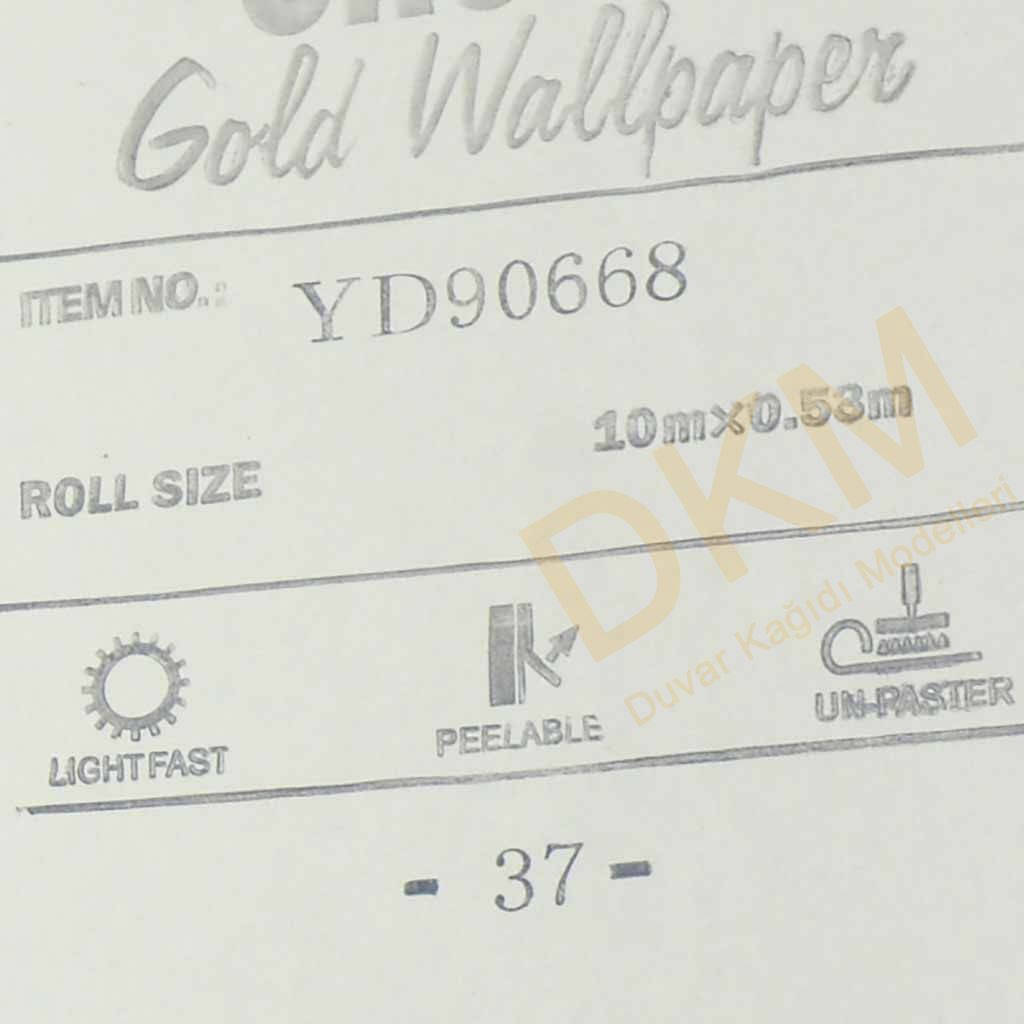 Gold Wallpaper
ITEM NO.: YD90668
10m×0.53m
ROLL SIZE
LIGHTFAST
PEELABLE
UN-PASTER
- 37 -
DKM
Duvar Kağıdı Modelleri